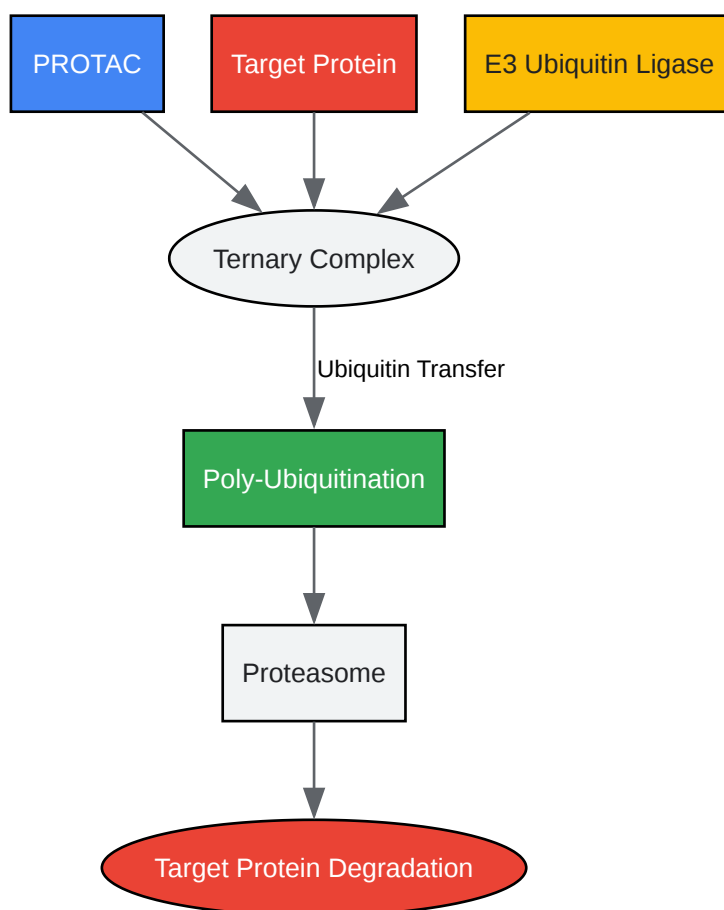 PROTAC
Target Protein
E3 Ubiquitin Ligase
Ternary Complex
Ubiquitin Transfer
Poly-Ubiquitination
Proteasome
Target Protein Degradation